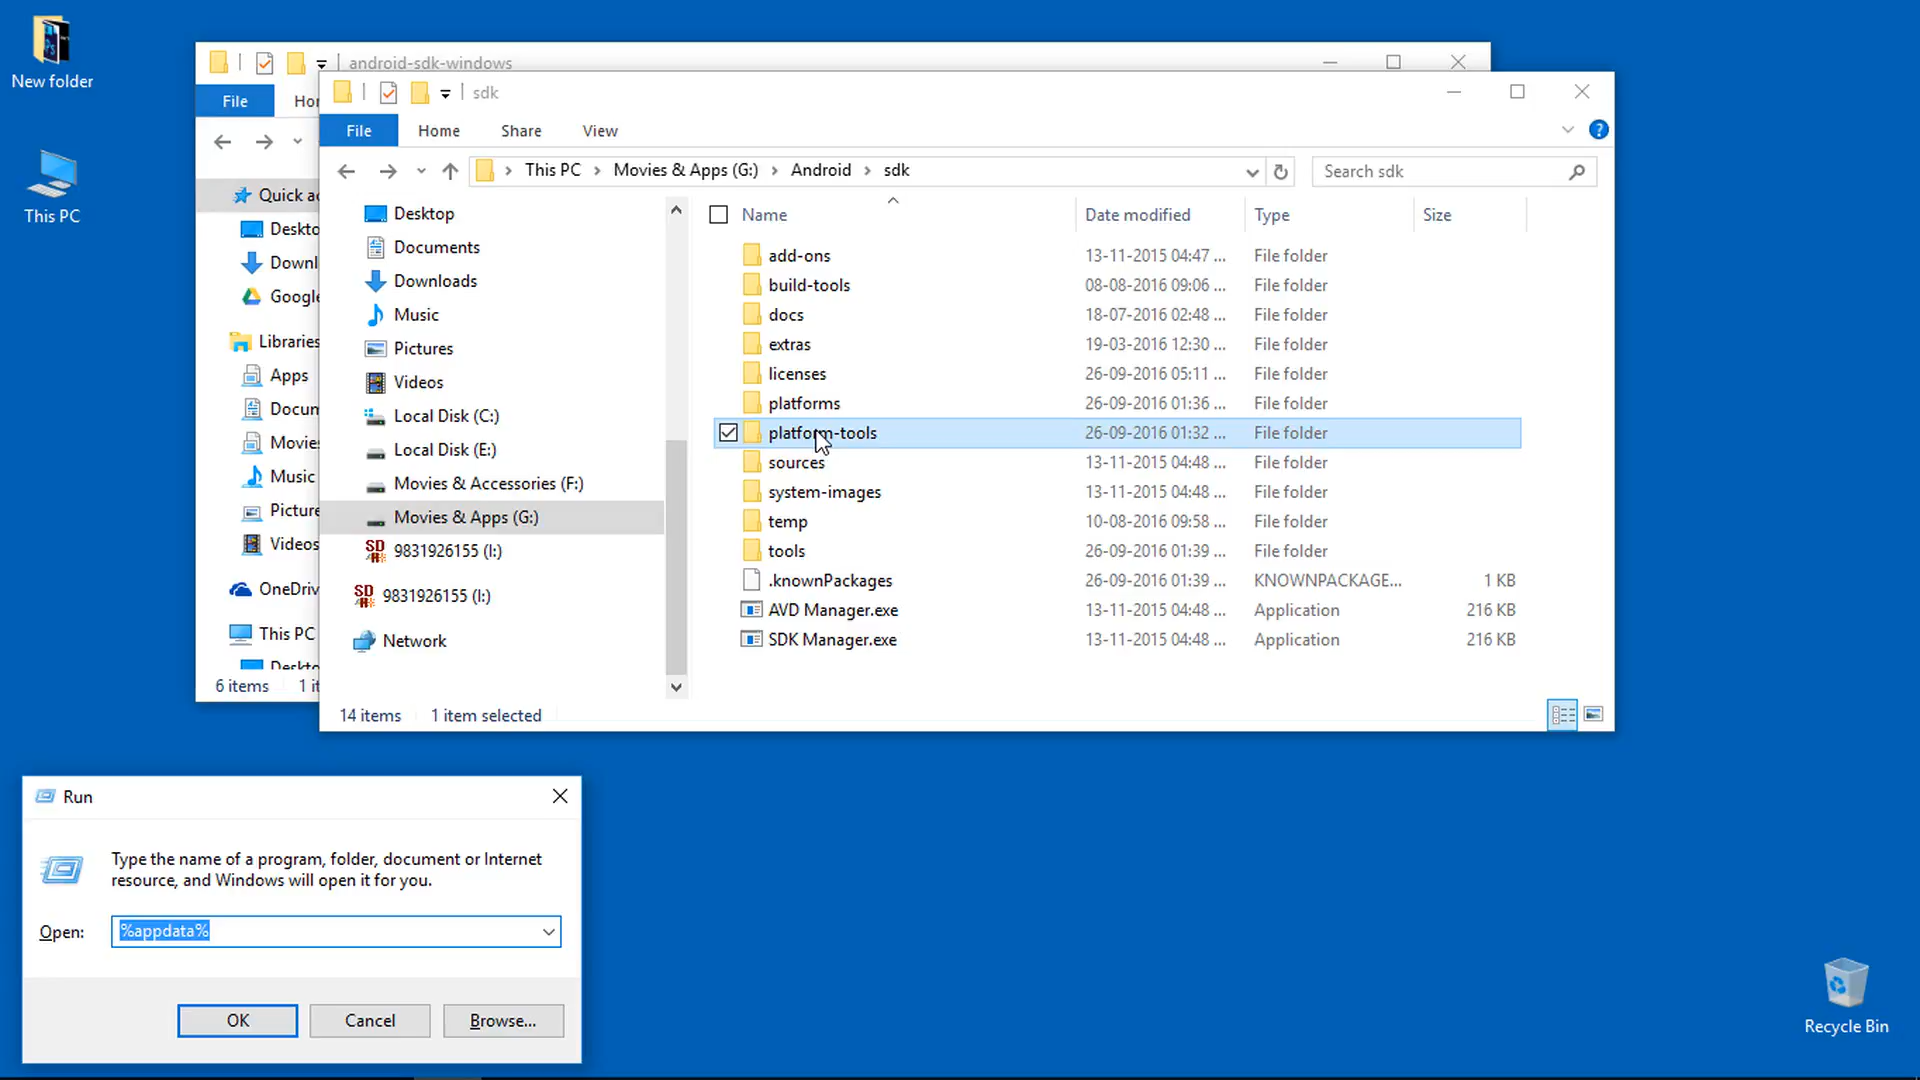 New folder
This PC
Recycle Bin
android-sdk-windows
File
Quick
6 items
Libraries
Apps
Movies
Music
Videos
This PC
sdk
File Home Share View
This PC Movies & Apps (G:) Android sdk
Search sdk
Desktop
Documents
Downloads
Music
Pictures
Videos
Local Disk (C:)
Local Disk (E:)
Movies & Accessories (F:)
Movies & Apps (G:)
9831926155 (I:)
9831926155 (I:)
Network
Name Date modified Type Size
add-ons 13-11-2015 04:47 ... File folder
build-tools 08-08-2016 09:06 ... File folder
docs 18-07-2016 02:48 ... File folder
extras 19-03-2016 12:30 ... File folder
licenses 26-09-2016 05:11 ... File folder
platforms 26-09-2016 01:36 ... File folder
platform-tools 26-09-2016 01:32 ... File folder
sources 13-11-2015 04:48 ... File folder
system-images 13-11-2015 04:48 ... File folder
temp 10-08-2016 09:58 ... File folder
tools 26-09-2016 01:39 ... File folder
.knownPackages 26-09-2016 01:39 ... KNOWNPACKAGE... 1 KB
AVD Manager.exe 13-11-2015 04:48 ... Application 216 KB
SDK Manager.exe 13-11-2015 04:48 ... Application 216 KB
14 items 1 item selected
Run
Type the name of a program, folder, document or Internet
resource, and Windows will open it for you.
Open: %appdata%
OK Cancel Browse...